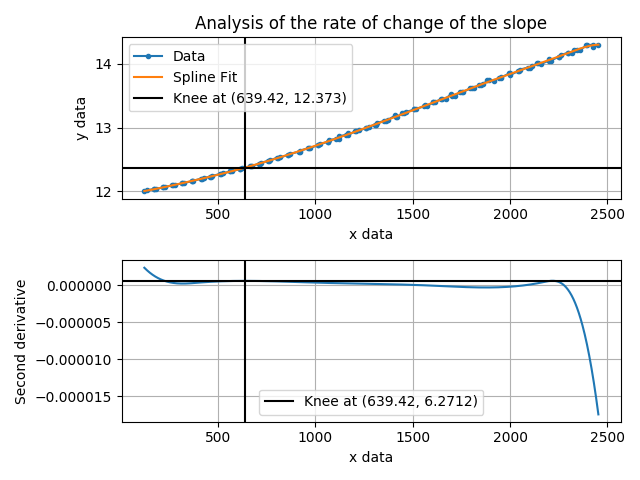 Analysis of the rate of change of the slope
Data
Spline Fit
Knee at (639.42, 12.373)
14
13
12
y data
500 1000 1500 2000 2500
x data
0.000000
−0.000005
−0.000010
−0.000015
Second derivative
Knee at (639.42, 6.2712)
500 1000 1500 2000 2500
x data